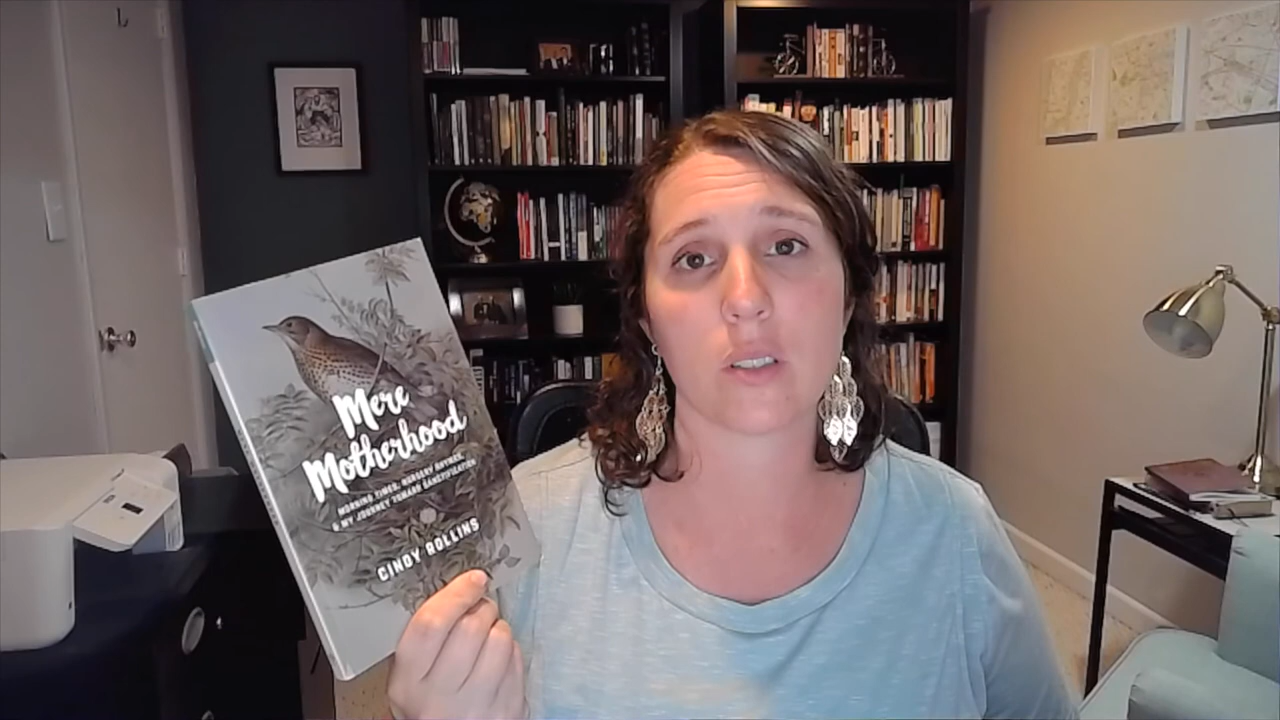 Mere
Motherhood
MORNING TIMES, NURSERY RHYMES,
& MY JOURNEY TOWARD SANCTIFICATION
CINDY ROLLINS